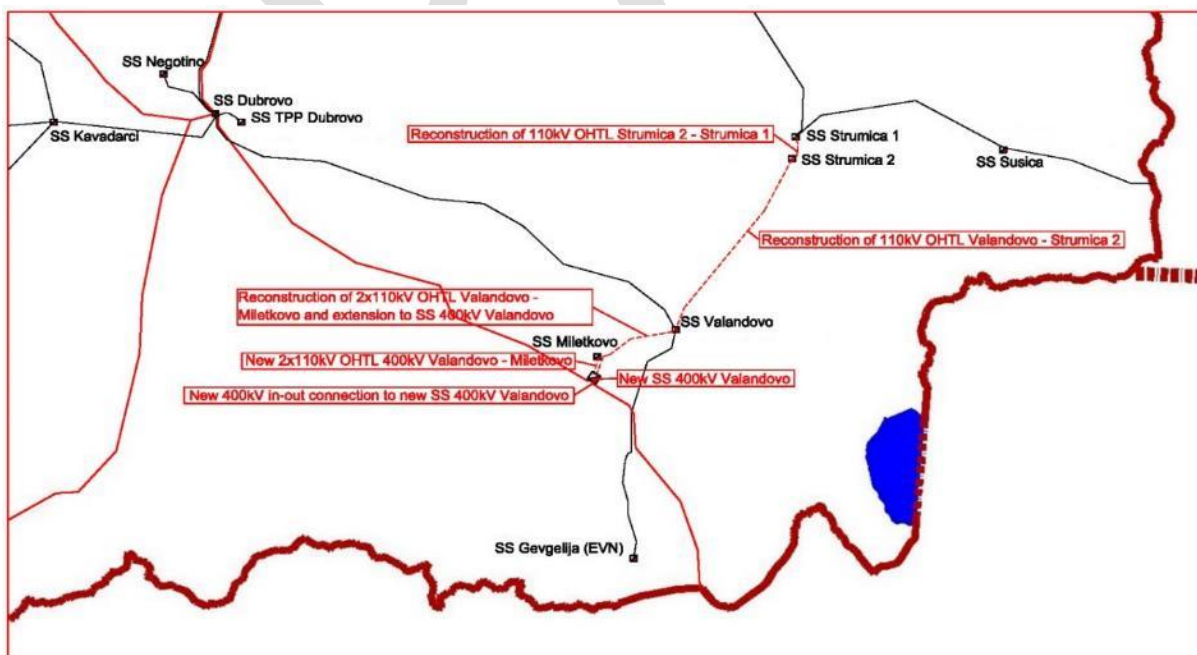 SS Negotino
SS Dubrovo
SS TPP Dubrovo
SS Kavadarci
Reconstruction of 110kV OHTL Strumica 2 - Strumica 1
SS Strumica 1
SS Strumica 2
SS Susica
Reconstruction of 110kV OHTL Valandovo - Strumica 2
Reconstruction of 2x110kV OHTL Valandovo -
Miletkovo and extension to SS 400kV Valandovo
SS Valandovo
SS Miletkovo
New 2x110kV OHTL 400kV Valandovo - Miletkovo
New SS 400kV Valandovo
New 400kV in-out connection to new SS 400kV Valandovo
SS Gevgelija (EVN)